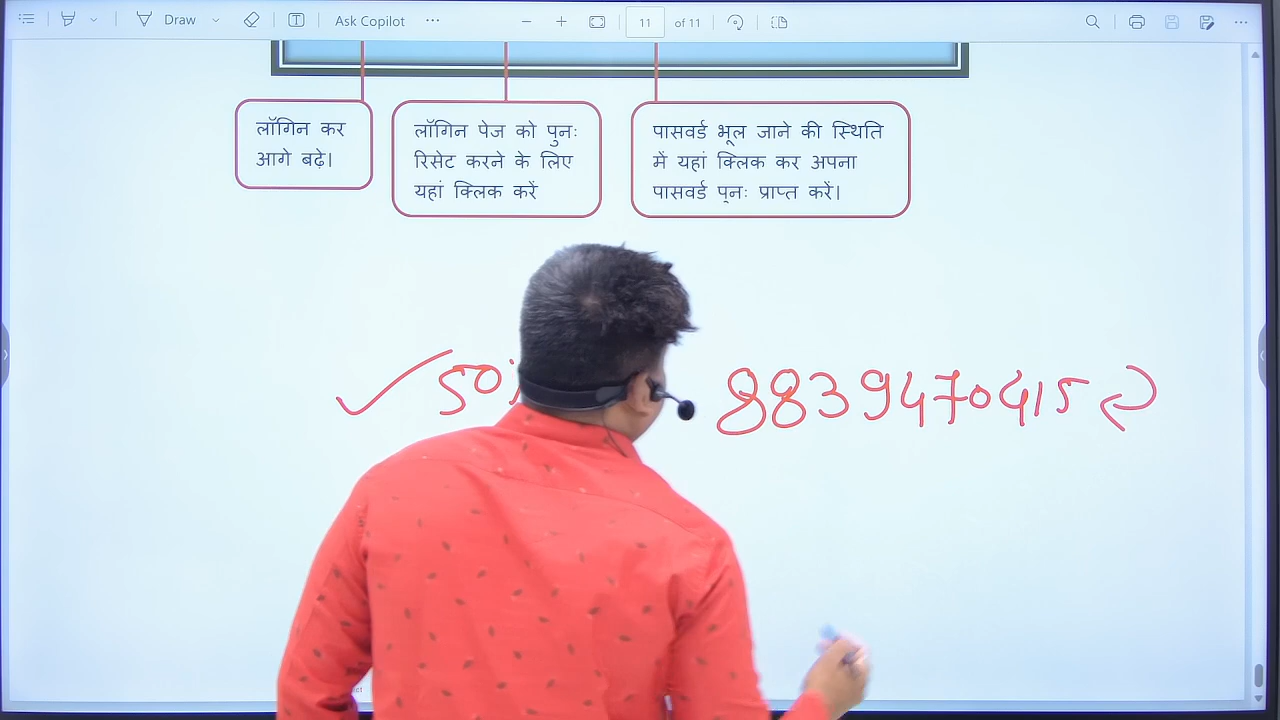 Draw
Ask Copilot
11 of 11
लॉगिन कर
आगे बढ़े।
लॉगिन पेज को पुनः
रिसेट करने के लिए
यहां क्लिक करें
पासवर्ड भूल जाने की स्थिति
में यहां क्लिक कर अपना
पासवर्ड पुनः प्राप्त करें।
50
8839470415